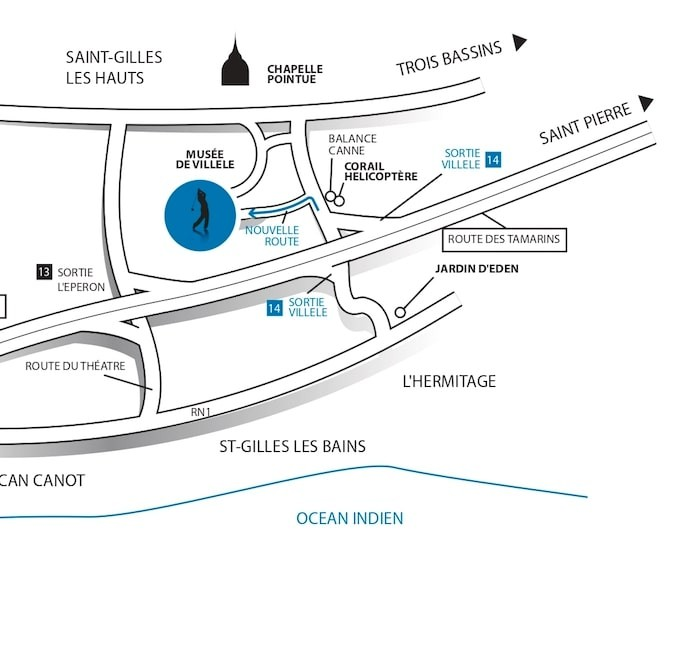 SAINT-GILLES
LES HAUTS
CHAPELLE
POINTUE
TROIS BASSINS
SAINT PIERRE
MUSÉE
DE VILLÈLE
BALANCE
CANNE
CORAIL
HELICOPTÈRE
SORTIE
VILLELE 14
NOUVELLE
ROUTE
ROUTE DES TAMARINS
13 SORTIE
L'EPERON
14 SORTIE
VILLELE
JARDIN D'EDEN
ROUTE DU THÉATRE
L'HERMITAGE
RN1
ST-GILLES LES BAINS
CAN CANOT
OCEAN INDIEN